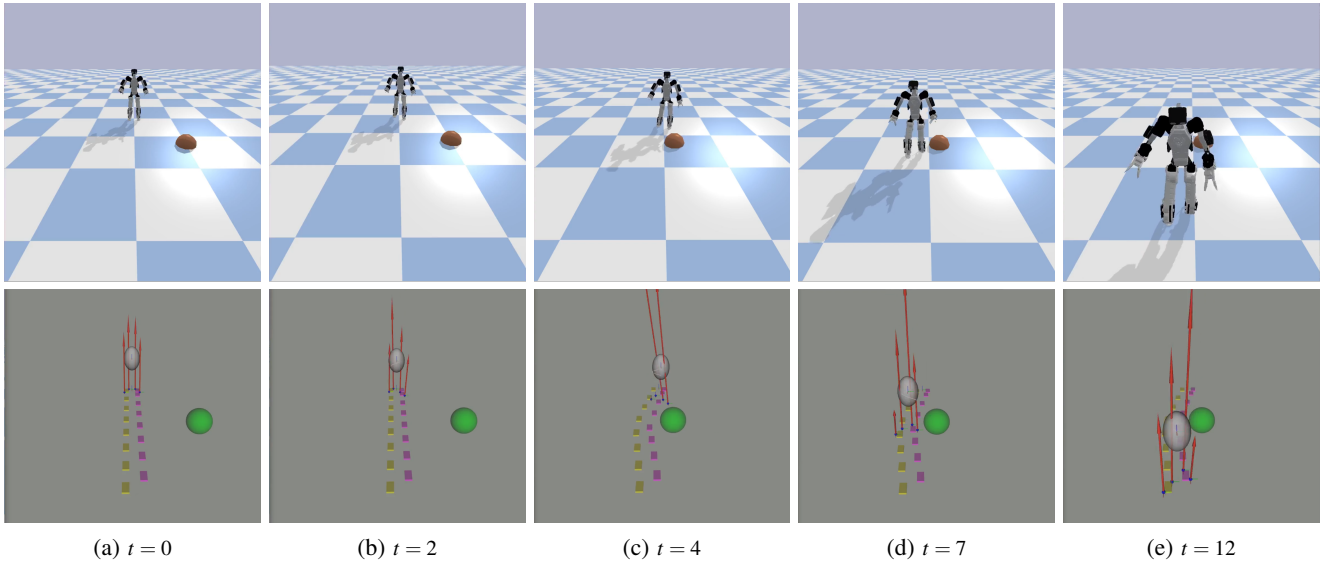 (a) t = 0
(b) t = 2
(c) t = 4
(d) t = 7
(e) t = 12